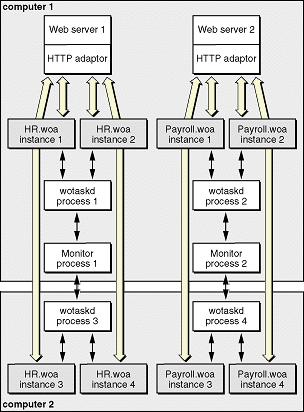 computer 1
Web server 1
HTTP adaptor
Web server 2
HTTP adaptor
HR.woa
instance 1
HR.woa
instance 2
Payroll.woa
instance 1
Payroll.woa
instance 2
wotaskd
process 1
wotaskd
process 2
Monitor
process 1
Monitor
process 2
wotaskd
process 3
wotaskd
process 4
HR.woa
instance 3
HR.woa
instance 4
Payroll.woa
instance 3
Payroll.woa
instance 4
computer 2